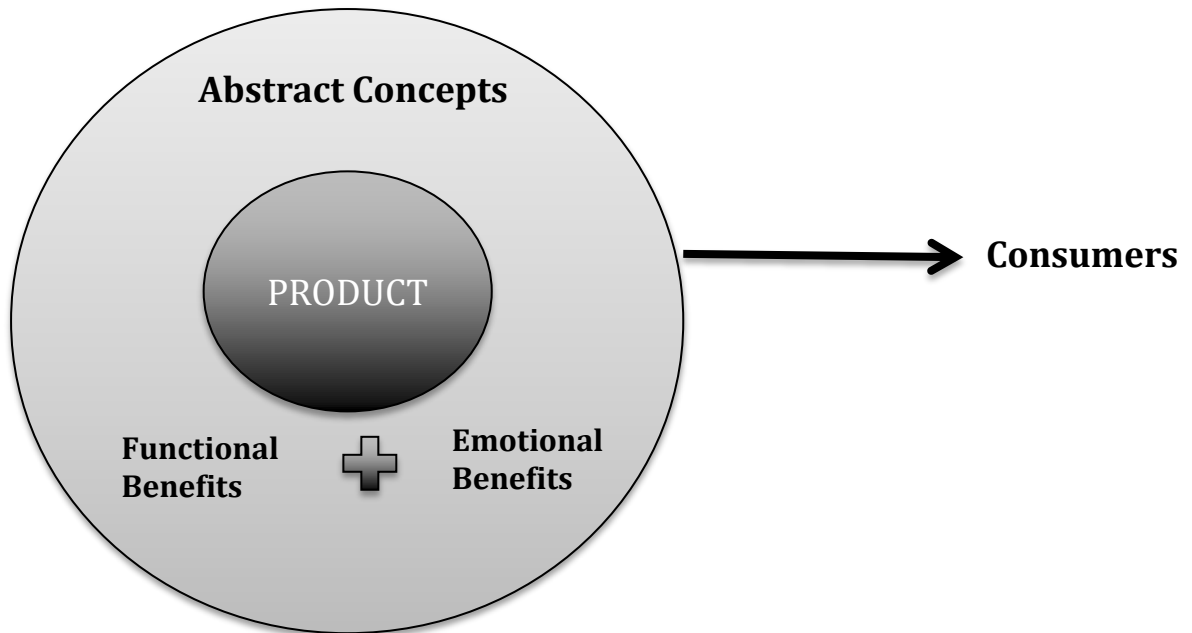 Abstract Concepts
PRODUCT
Consumers
Functional
Benefits
Emotional
Benefits